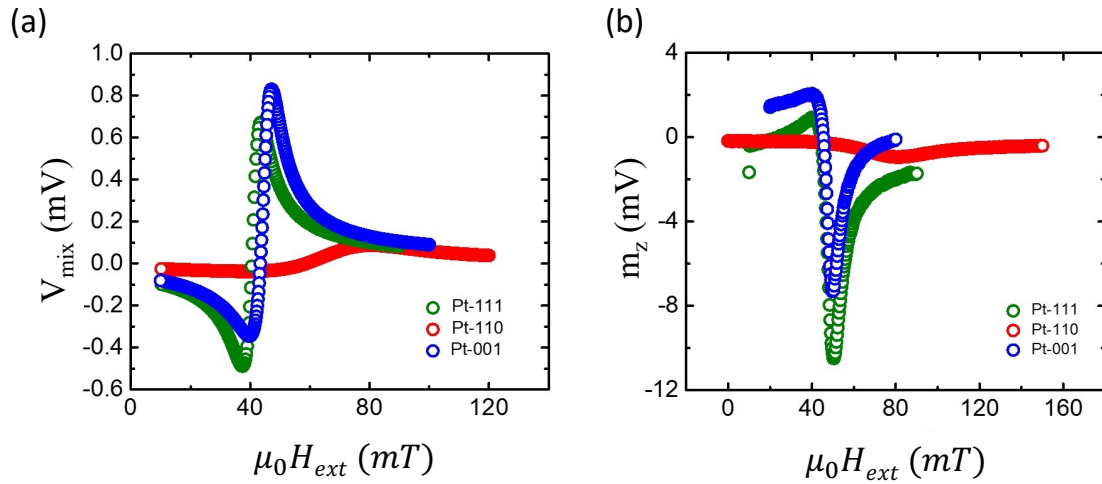 (a)
1.0
0.8
0.6
0.4
0.2
0.0
-0.2
-0.4
-0.6
V_mix (mV)
Pt-111
Pt-110
Pt-001
0 40 80 120
μ₀H_ext (mT)
(b)
4
0
-4
-8
-12
m_z (mV)
Pt-111
Pt-110
Pt-001
0 40 80 120 160
μ₀H_ext (mT)